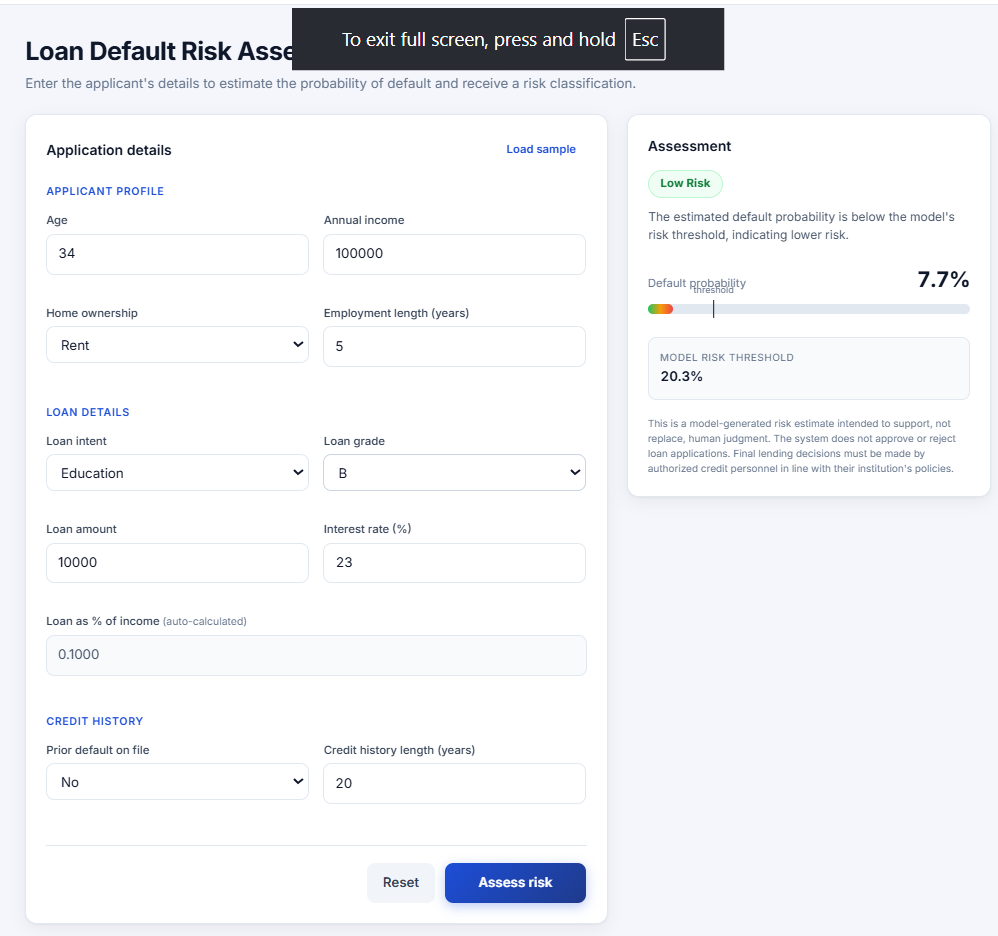 To exit full screen, press and hold Esc
Loan Default Risk Asse
Enter the applicant's details to estimate the probability of default and receive a risk classification.
Application details
Load sample
APPLICANT PROFILE
Age
Annual income
34
100000
Home ownership
Employment length (years)
Rent
5
LOAN DETAILS
Loan intent
Loan grade
Education
B
Loan amount
Interest rate (%)
10000
23
Loan as % of income (auto-calculated)
0.1000
CREDIT HISTORY
Prior default on file
Credit history length (years)
No
20
Reset
Assess risk
Assessment
Low Risk
The estimated default probability is below the model's
risk threshold, indicating lower risk.
Default probability
7.7%
threshold
MODEL RISK THRESHOLD
20.3%
This is a model-generated risk estimate intended to support, not
replace, human judgment. The system does not approve or reject
loan applications. Final lending decisions must be made by
authorized credit personnel in line with their institution's policies.